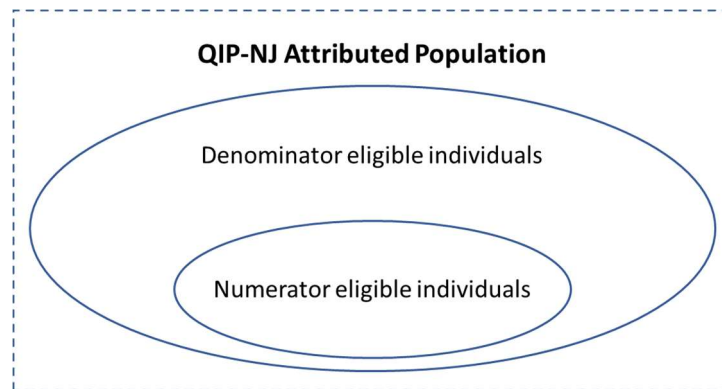 QIP-NJ Attributed Population
Denominator eligible individuals
Numerator eligible individuals